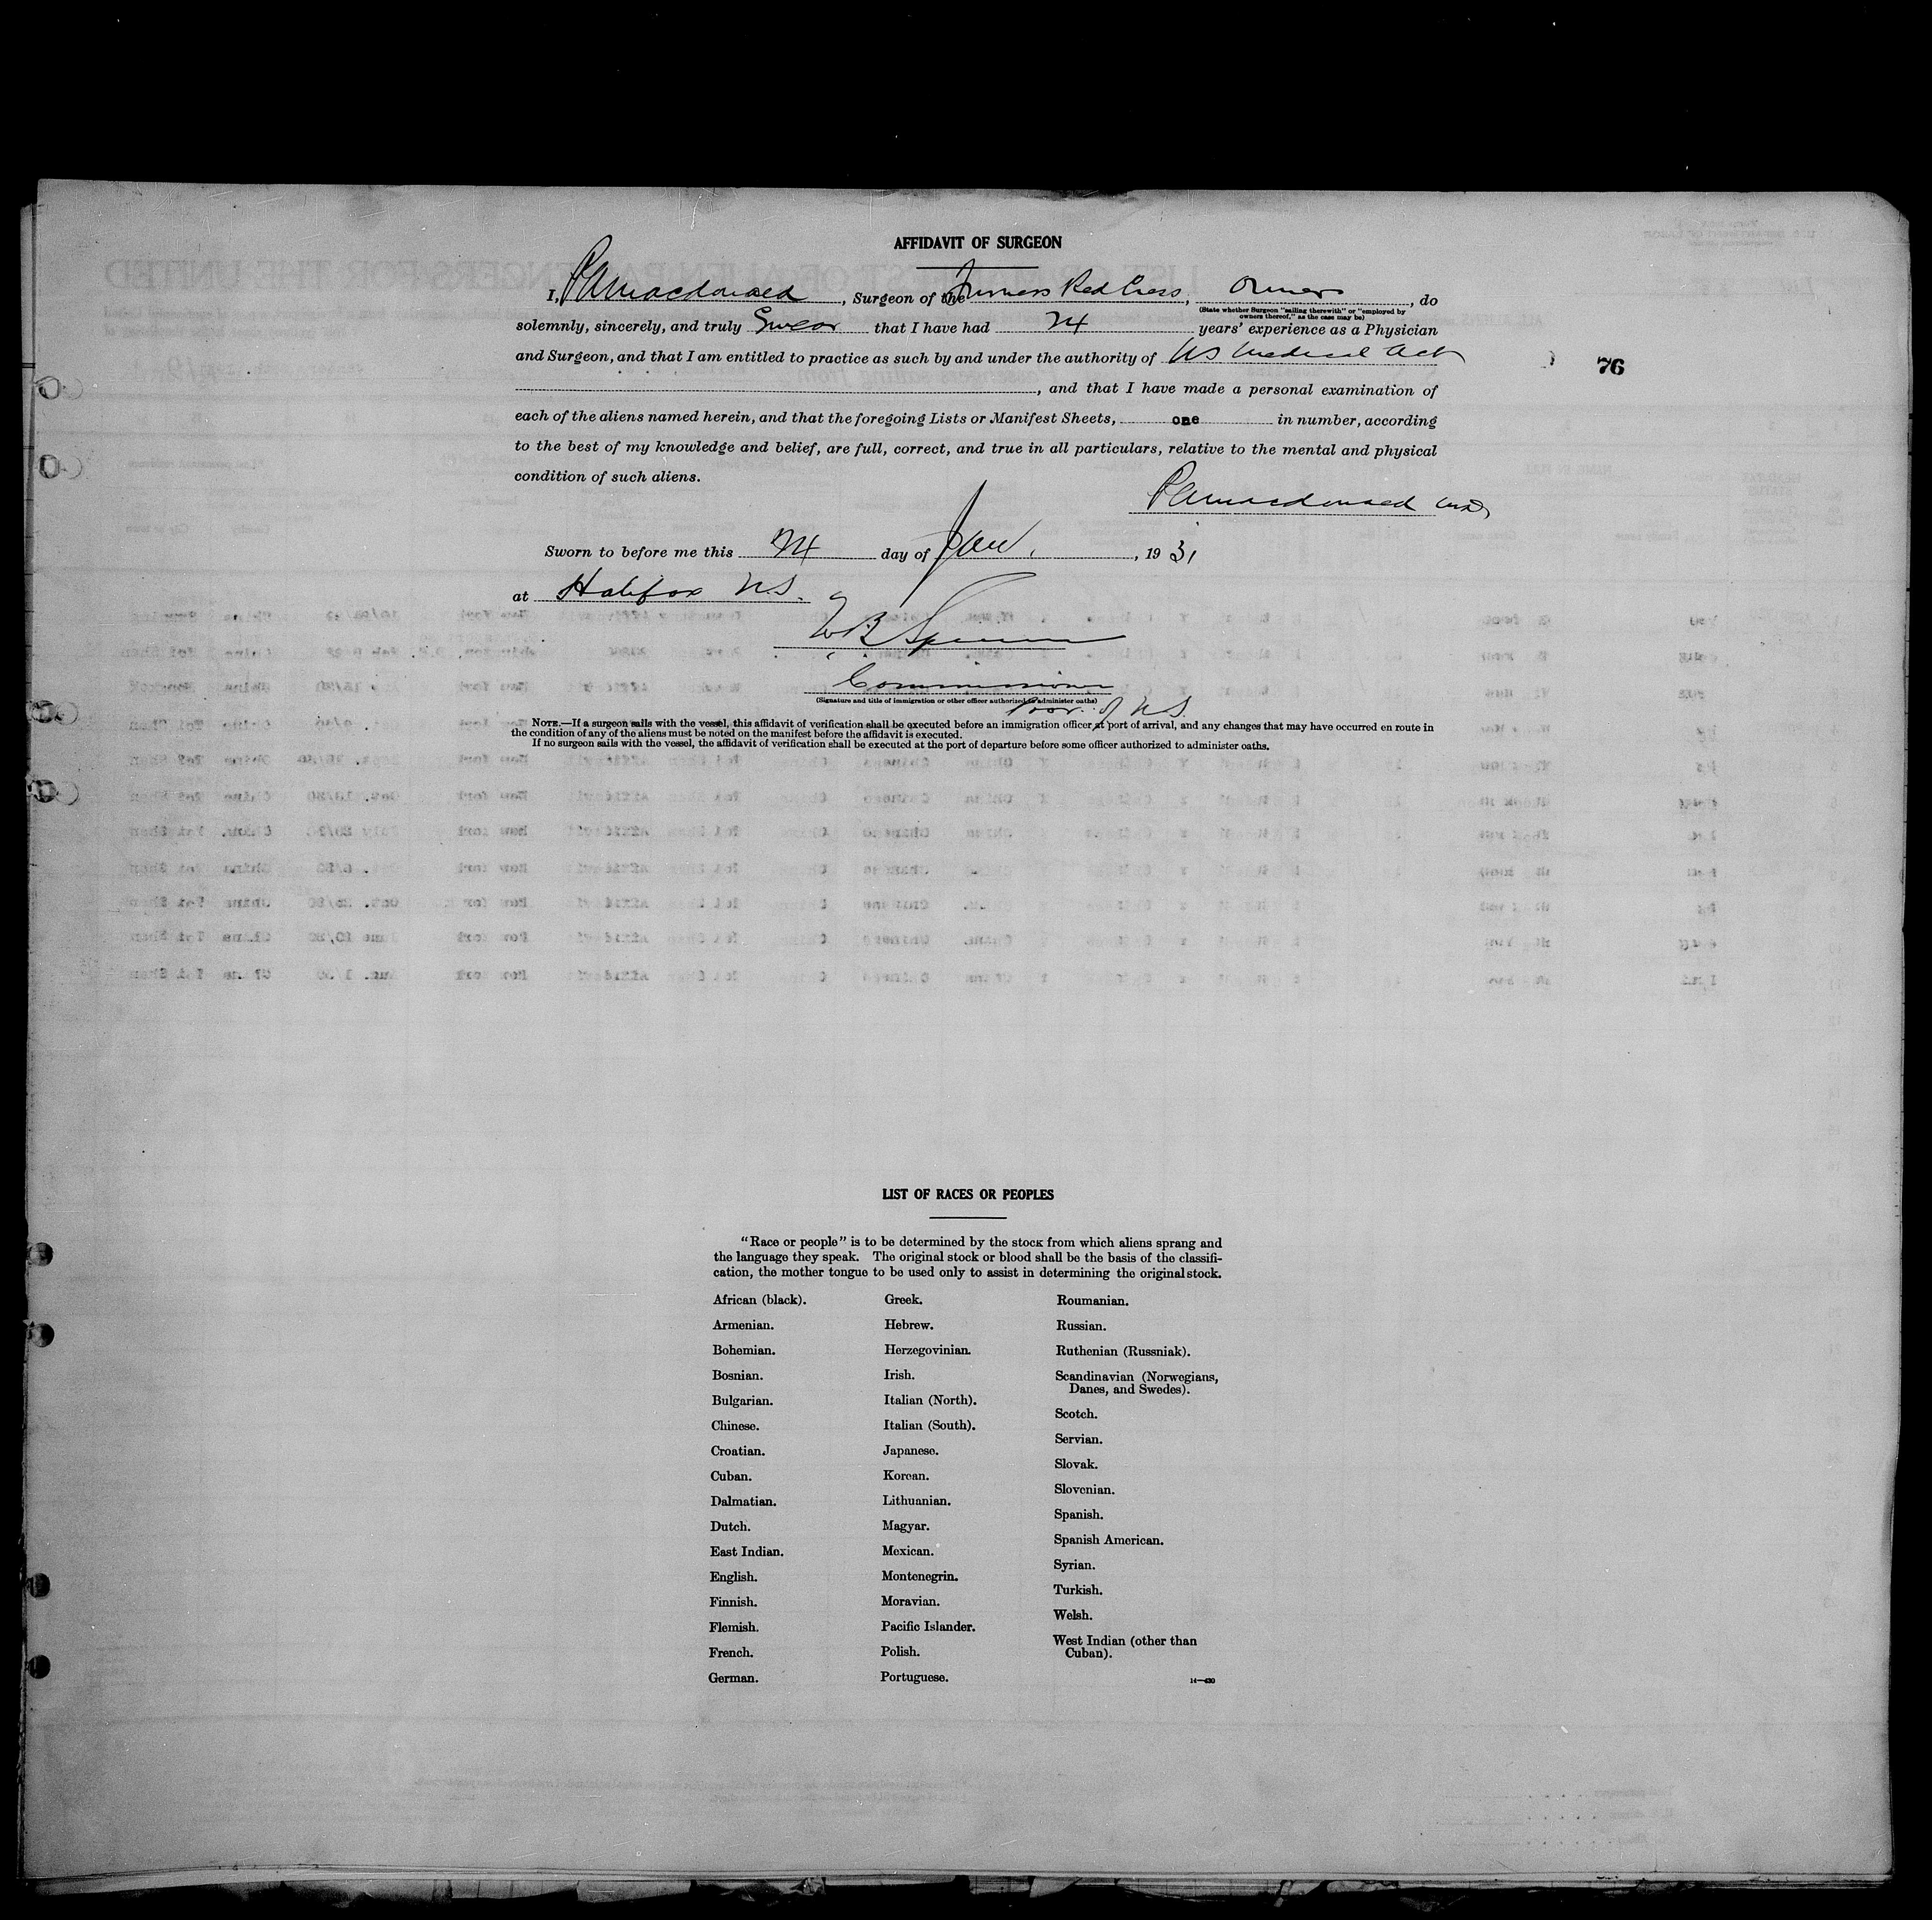 AFFIDAVIT OF SURGEON
I, PA Macdonald, Surgeon of the Furness Red Cross, Owners, do
(State whether Surgeon "sailing therewith" or "employed by owners thereof," as the case may be)
solemnly, sincerely, and truly Swear that I have had 24 years' experience as a Physician
and Surgeon, and that I am entitled to practice as such by and under the authority of NS Medical Act
76
, and that I have made a personal examination of
each of the aliens named herein, and that the foregoing Lists or Manifest Sheets, one in number, according
to the best of my knowledge and belief, are full, correct, and true in all particulars, relative to the mental and physical
condition of such aliens.
PA Macdonald MD
Sworn to before me this 24 day of Jan., 1931
at Halifax N.S.
Commissioner
(Signature and title of immigration or other officer authorized to administer oaths)
of N.S.
NOTE.—If a surgeon sails with the vessel, this affidavit of verification shall be executed before an immigration officer at port of arrival, and any changes that may have occurred en route in
the condition of any of the aliens must be noted on the manifest before the affidavit is executed.
If no surgeon sails with the vessel, the affidavit of verification shall be executed at the port of departure before some officer authorized to administer oaths.
LIST OF RACES OR PEOPLES
"Race or people" is to be determined by the stock from which aliens sprang and
the language they speak. The original stock or blood shall be the basis of the classifi-
cation, the mother tongue to be used only to assist in determining the original stock.
African (black).
Armenian.
Bohemian.
Bosnian.
Bulgarian.
Chinese.
Croatian.
Cuban.
Dalmatian.
Dutch.
East Indian.
English.
Finnish.
Flemish.
French.
German.
Greek.
Hebrew.
Herzegovinian.
Irish.
Italian (North).
Italian (South).
Japanese.
Korean.
Lithuanian.
Magyar.
Mexican.
Montenegrin.
Moravian.
Pacific Islander.
Polish.
Portuguese.
Roumanian.
Russian.
Ruthenian (Russniak).
Scandinavian (Norwegians,
Danes, and Swedes).
Scotch.
Servian.
Slovak.
Slovenian.
Spanish.
Spanish American.
Syrian.
Turkish.
Welsh.
West Indian (other than
Cuban).